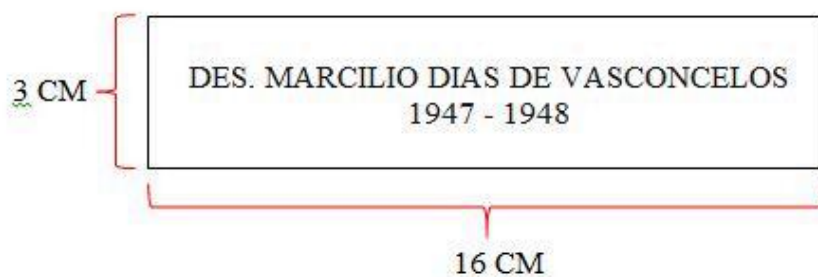 3 CM
DES. MARCILIO DIAS DE VASCONCELOS
1947 - 1948
16 CM